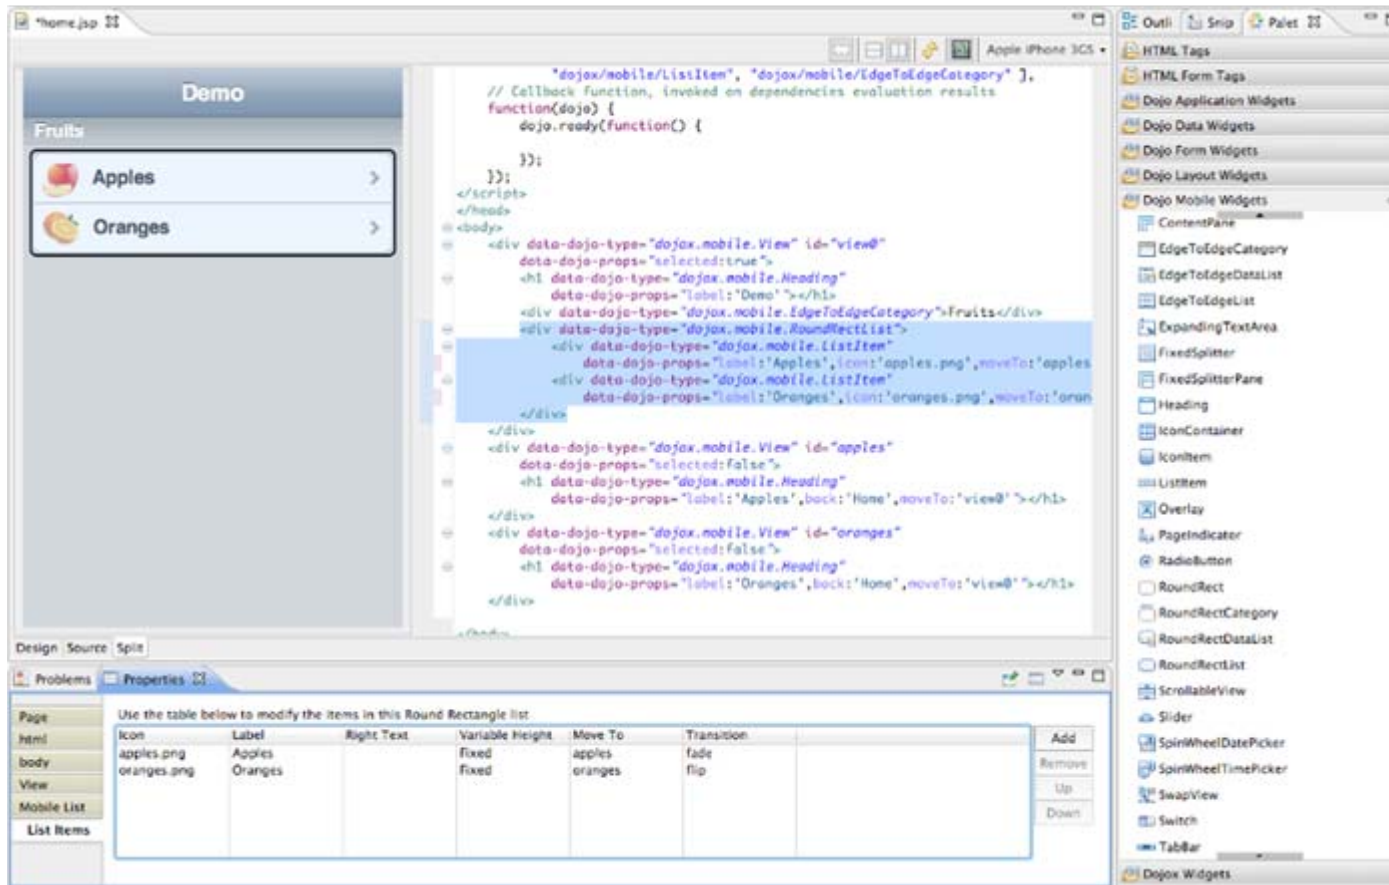 *home.jsp
Outli Snip Palet
Apple iPhone 3GS
Demo
Fruits
Apples
Oranges
"dojox/mobile/ListItem", "dojox/mobile/EdgeToEdgeCategory" ],
// Callback function, invoked on dependencies evaluation results
function(dojo) {
dojo.ready(function() {
});
});
</script>
</head>
<body>
<div data-dojo-type="dojox.mobile.View" id="view0"
data-dojo-props="selected:true">
<h1 data-dojo-type="dojox.mobile.Heading"
data-dojo-props="label:'Demo'"></h1>
<div data-dojo-type="dojox.mobile.EdgeToEdgeCategory">Fruits</div>
<div data-dojo-type="dojox.mobile.RoundRectList">
<div data-dojo-type="dojox.mobile.ListItem"
data-dojo-props="label:'Apples',icon:'apples.png',moveTo:'apples
<div data-dojo-type="dojox.mobile.ListItem"
data-dojo-props="label:'Oranges',icon:'oranges.png',moveTo:'oran
</div>
</div>
<div data-dojo-type="dojox.mobile.View" id="apples"
data-dojo-props="selected:false">
<h1 data-dojo-type="dojox.mobile.Heading"
data-dojo-props="label:'Apples',back:'Home',moveTo:'view0'"></h1>
</div>
<div data-dojo-type="dojox.mobile.View" id="oranges"
data-dojo-props="selected:false">
<h1 data-dojo-type="dojox.mobile.Heading"
data-dojo-props="label:'Oranges',back:'Home',moveTo:'view0'"></h1>
</div>
</body>
Design Source Split
HTML Tags
HTML Form Tags
Dojo Application Widgets
Dojo Data Widgets
Dojo Form Widgets
Dojo Layout Widgets
Dojo Mobile Widgets
ContentPane
EdgeToEdgeCategory
EdgeToEdgeDataList
EdgeToEdgeList
ExpandingTextArea
FixedSplitter
FixedSplitterPane
Heading
IconContainer
IconItem
ListItem
Overlay
PageIndicator
RadioButton
RoundRect
RoundRectCategory
RoundRectDataList
RoundRectList
ScrollableView
Slider
SpinWheelDatePicker
SpinWheelTimePicker
SwapView
Switch
TabBar
Dojox Widgets
Problems Properties
Page
html
body
View
Mobile List
List Items
Use the table below to modify the items in this Round Rectangle list
Icon Label Right Text Variable Height Move To Transition
apples.png Apples Fixed apples fade
oranges.png Oranges Fixed oranges flip
Add
Remove
Up
Down